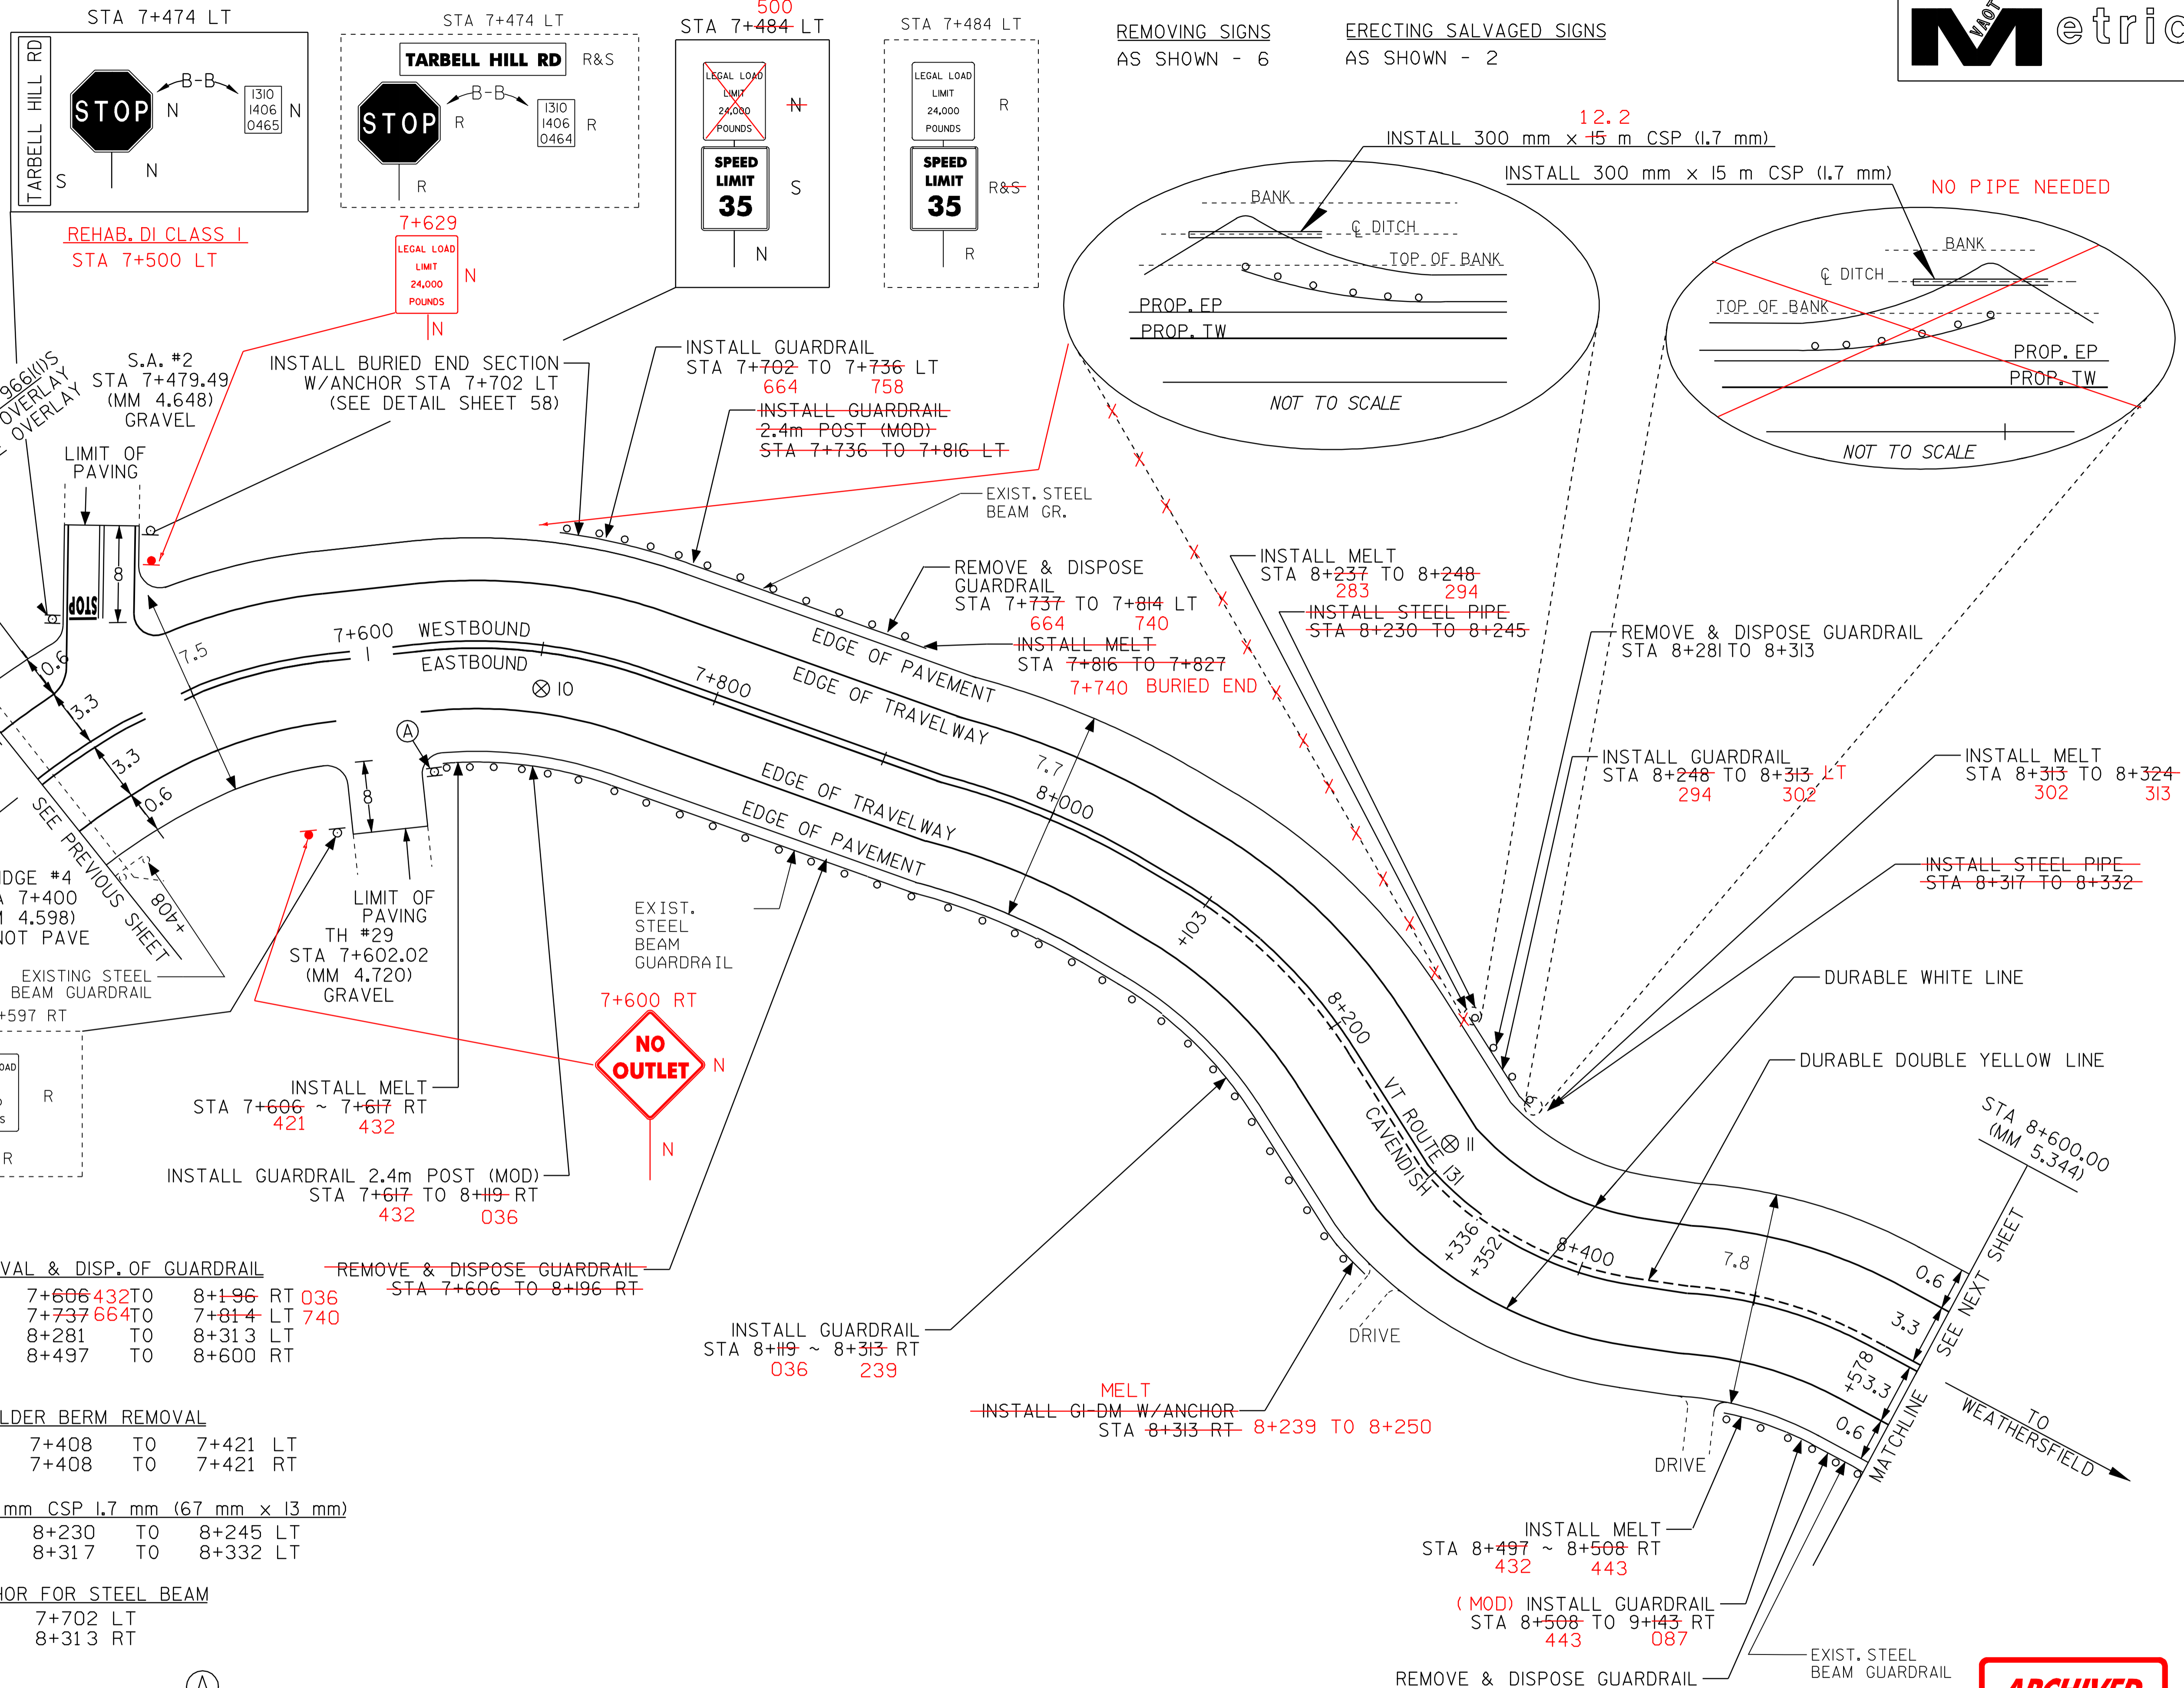 STA 7+474 LT
TARBELL HILL RD
STOP
B-B
N
1310
1406
0465
N
N
S
REHAB. DI CLASS I
STA 7+500 LT
STA 7+474 LT
TARBELL HILL RD
R&S
STOP
B-B
R
1310
1406
0464
R
R
7+629
LEGAL LOAD
LIMIT
24,000
POUNDS
N
N
500
STA 7+484 LT
LEGAL LOAD
LIMIT
24,000
POUNDS
N
SPEED
LIMIT
35
S
N
STA 7+484 LT
LEGAL LOAD
LIMIT
24,000
POUNDS
R
SPEED
LIMIT
35
R&S
R
REMOVING SIGNS
AS SHOWN - 6
ERECTING SALVAGED SIGNS
AS SHOWN - 2
VAOT
Metric
12.2
INSTALL 300 mm x 15 m CSP (1.7 mm)
INSTALL 300 mm x 15 m CSP (1.7 mm)
NO PIPE NEEDED
BANK
℄ DITCH
TOP OF BANK
PROP. EP
PROP. TW
NOT TO SCALE
BANK
℄ DITCH
TOP OF BANK
PROP. EP
PROP. TW
NOT TO SCALE
966(1)S
OVERLAY
OVERLAY
S.A. #2
STA 7+479.49
(MM 4.648)
GRAVEL
LIMIT OF
PAVING
INSTALL BURIED END SECTION
W/ANCHOR STA 7+702 LT
(SEE DETAIL SHEET 58)
INSTALL GUARDRAIL
STA 7+702 TO 7+736 LT
664 758
INSTALL GUARDRAIL
2.4m POST (MOD)
STA 7+736 TO 7+816 LT
EXIST. STEEL
BEAM GR.
REMOVE & DISPOSE
GUARDRAIL
STA 7+737 TO 7+814 LT
664 740
INSTALL MELT
STA 7+816 TO 7+827
7+740 BURIED END
INSTALL MELT
STA 8+237 TO 8+248
283 294
INSTALL STEEL PIPE
STA 8+230 TO 8+245
REMOVE & DISPOSE GUARDRAIL
STA 8+281 TO 8+313
INSTALL GUARDRAIL
STA 8+248 TO 8+313 LT
294 302
INSTALL MELT
STA 8+313 TO 8+324
302 313
INSTALL STEEL PIPE
STA 8+317 TO 8+332
STOP
8
7.5
0.6
3.3
3.3
0.6
7+600
WESTBOUND
EASTBOUND
10
7+800
EDGE OF PAVEMENT
EDGE OF TRAVELWAY
EDGE OF TRAVELWAY
EDGE OF PAVEMENT
7.7
8+000
A
8
SEE PREVIOUS SHEET
+408
IDGE #4
A 7+400
M 4.598)
NOT PAVE
EXISTING STEEL
BEAM GUARDRAIL
+597 RT
OAD
S
R
R
LIMIT OF
PAVING
TH #29
STA 7+602.02
(MM 4.720)
GRAVEL
EXIST.
STEEL
BEAM
GUARDRAIL
7+600 RT
NO
OUTLET
N
N
INSTALL MELT
STA 7+606 ~ 7+617 RT
421 432
INSTALL GUARDRAIL 2.4m POST (MOD)
STA 7+617 TO 8+119 RT
432 036
REMOVE & DISPOSE GUARDRAIL
STA 7+606 TO 8+196 RT
+103
8+200
VT ROUTE 131
CAVENDISH
11
+336
+352
8+400
7.8
DURABLE WHITE LINE
DURABLE DOUBLE YELLOW LINE
STA 8+600.00
(MM 5.344)
SEE NEXT SHEET
0.6
3.3
+578
3.3
0.6
MATCHLINE
TO
WEATHERSFIELD
VAL & DISP. OF GUARDRAIL
7+606 432 TO 8+196 RT 036
7+737 664 TO 7+814 LT 740
8+281 TO 8+313 LT
8+497 TO 8+600 RT
LDER BERM REMOVAL
7+408 TO 7+421 LT
7+408 TO 7+421 RT
mm CSP 1.7 mm (67 mm x 13 mm)
8+230 TO 8+245 LT
8+317 TO 8+332 LT
HOR FOR STEEL BEAM
7+702 LT
8+313 RT
A
INSTALL GUARDRAIL
STA 8+119 ~ 8+313 RT
036 239
DRIVE
MELT
INSTALL GI-DM W/ANCHOR
STA 8+313 RT 8+239 TO 8+250
DRIVE
INSTALL MELT
STA 8+497 ~ 8+508 RT
432 443
(MOD) INSTALL GUARDRAIL
STA 8+508 TO 9+143 RT
443 087
REMOVE & DISPOSE GUARDRAIL
EXIST. STEEL
BEAM GUARDRAIL
ARCHIVED